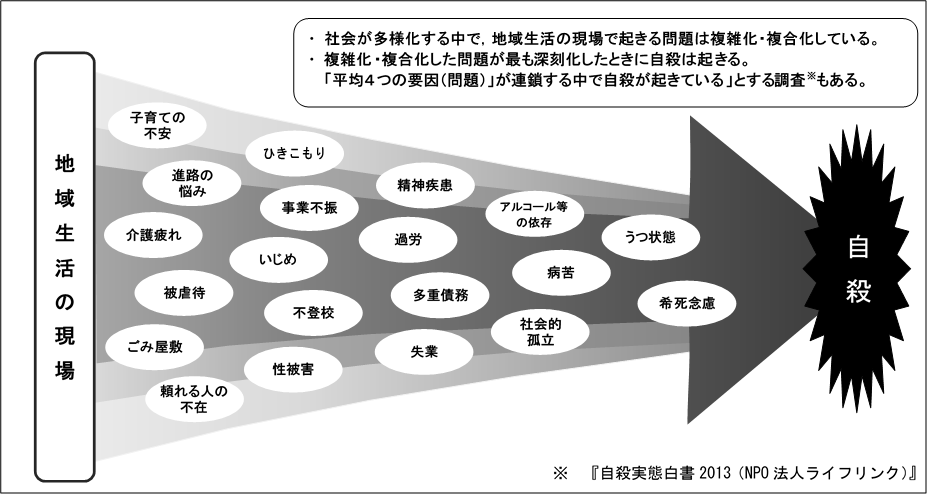 ・ 社会が多様化する中で，地域生活の現場で起きる問題は複雑化・複合化している。
・ 複雑化・複合化した問題が最も深刻化したときに自殺は起きる。
「平均４つの要因（問題）」が連鎖する中で自殺が起きている」とする調査※もある。
地域生活の現場
子育ての
不安
ひきこもり
進路の
悩み
精神疾患
事業不振
アルコール等
の依存
介護疲れ
過労
うつ状態
いじめ
病苦
被虐待
多重債務
希死念慮
不登校
社会的
孤立
ごみ屋敷
失業
性被害
頼れる人の
不在
自殺
※ 『自殺実態白書2013（NPO法人ライフリンク）』